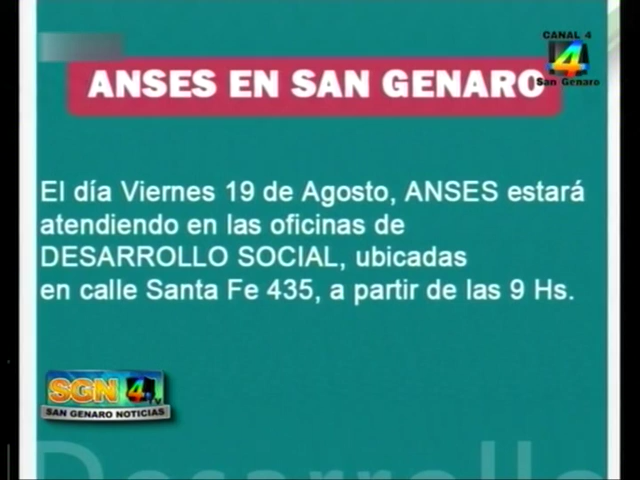 CANAL 4
4
San Genaro
ANSES EN SAN GENARO
El día Viernes 19 de Agosto, ANSES estará
atendiendo en las oficinas de
DESARROLLO SOCIAL, ubicadas
en calle Santa Fe 435, a partir de las 9 Hs.
SGN 4 TV
SAN GENARO NOTICIAS
Desarrollo